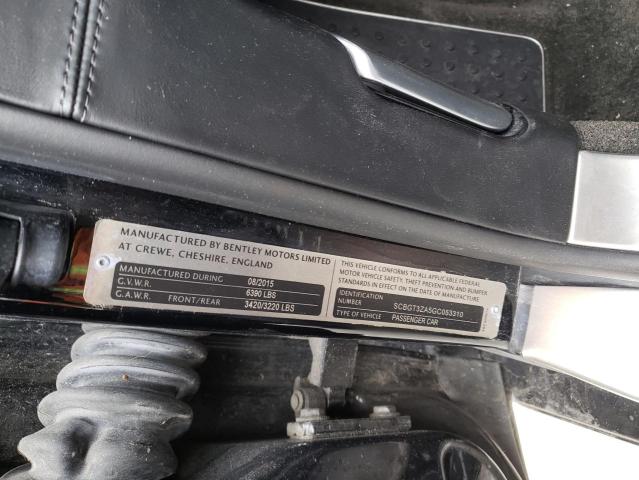 MANUFACTURED BY BENTLEY MOTORS LIMITED
AT CREWE, CHESHIRE, ENGLAND
MANUFACTURED DURING 08/2015
G.V.W.R. 6390 LBS
G.A.W.R. FRONT/REAR 3420/3220 LBS
THIS VEHICLE CONFORMS TO ALL APPLICABLE FEDERAL
MOTOR VEHICLE SAFETY, THEFT PREVENTION AND BUMPER
STANDARDS IN EFFECT ON THE DATE OF MANUFACTURE
IDENTIFICATION
NUMBER SCBGT3ZA5GC053310
TYPE OF VEHICLE PASSENGER CAR